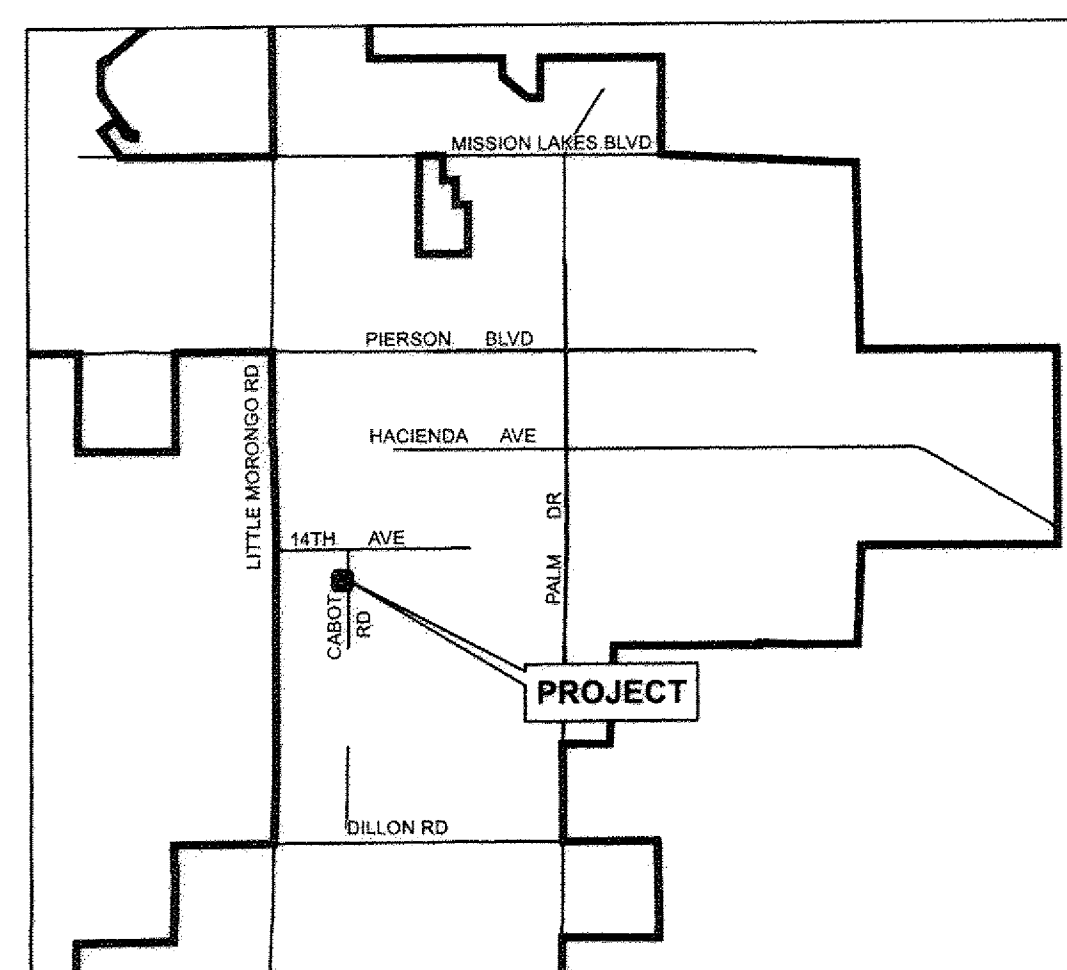 MISSION LAKES BLVD
PIERSON BLVD
LITTLE MORONGO RD
HACIENDA AVE
PALM DR
14TH AVE
CABOT RD
PROJECT
DILLON RD